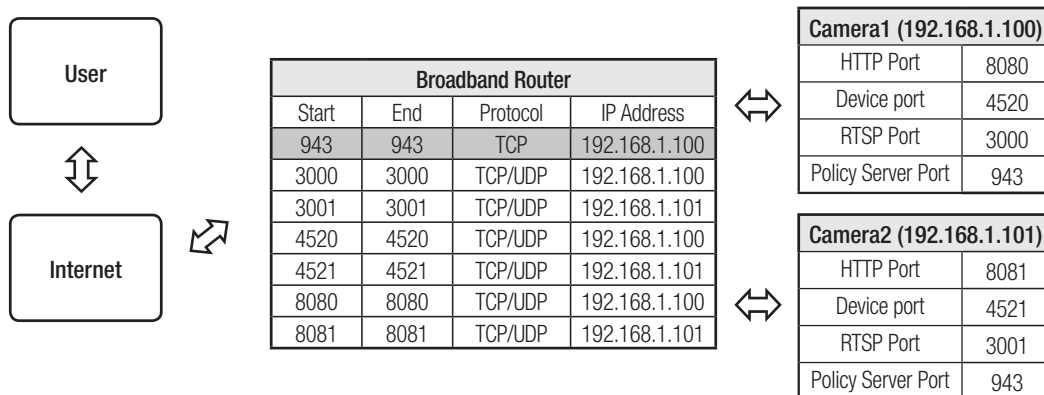 User
Internet
Broadband Router
Start End Protocol IP Address
943 943 TCP 192.168.1.100
3000 3000 TCP/UDP 192.168.1.100
3001 3001 TCP/UDP 192.168.1.101
4520 4520 TCP/UDP 192.168.1.100
4521 4521 TCP/UDP 192.168.1.101
8080 8080 TCP/UDP 192.168.1.100
8081 8081 TCP/UDP 192.168.1.101
Camera1 (192.168.1.100)
HTTP Port 8080
Device port 4520
RTSP Port 3000
Policy Server Port 943
Camera2 (192.168.1.101)
HTTP Port 8081
Device port 4521
RTSP Port 3001
Policy Server Port 943